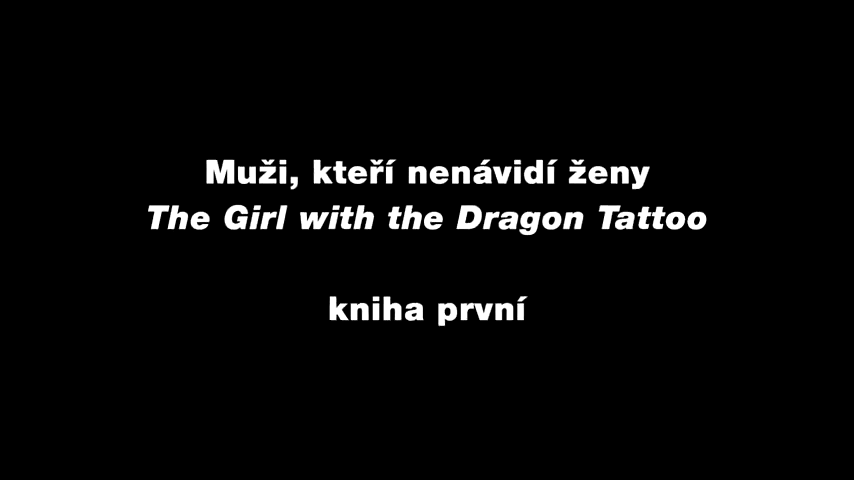 Muži, kteří nenávidí ženy
The Girl with the Dragon Tattoo
kniha první